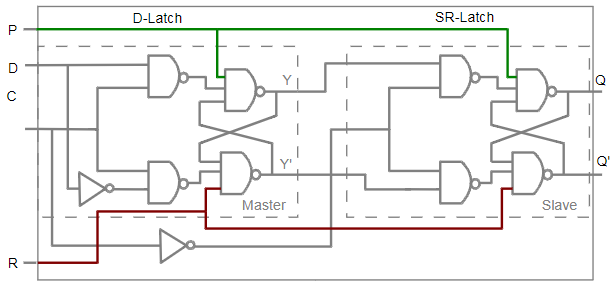 D-Latch
SR-Latch
P
D
C
Y
Q
Y'
Q'
Master
Slave
R